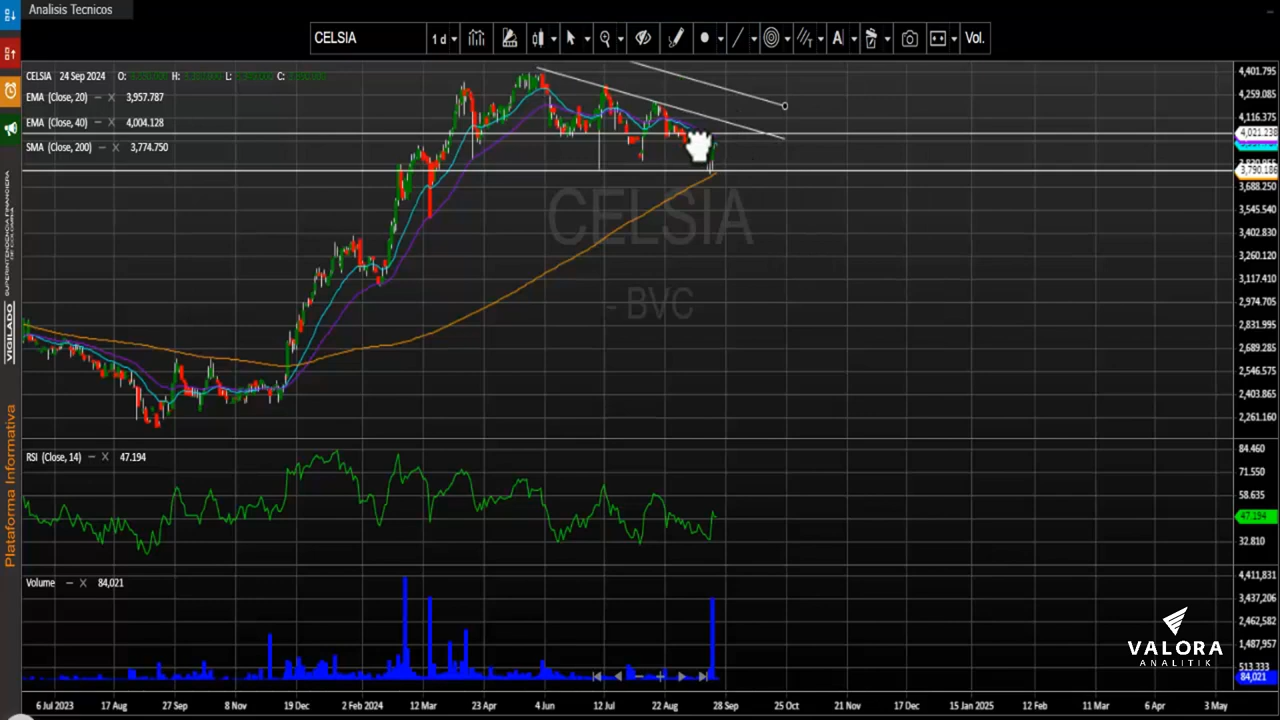 Analisis Tecnicos
CELSIA
1 d
A
Vol.
CELSIA 24 Sep 2024 O: H: L: C:
EMA (Close, 20) – X 3,957.787
EMA (Close, 40) – X 4,004.128
SMA (Close, 200) – X 3,774.750
CELSIA
- BVC
4,401.795
4,259.085
4,116.375
4,021.238
3,790.186
3,688.250
3,545.540
3,402.830
3,260.120
3,117.410
2,974.705
2,831.995
2,689.285
2,546.575
2,403.865
2,261.160
RSI (Close, 14) – X 47.194
84.460
71.550
58.635
47.194
32.810
Volume – X 84,021
4,411,831
3,437,206
2,462,582
1,487,957
513,333
84,021
6 Jul 2023 17 Aug 27 Sep 8 Nov 19 Dec 2 Feb 2024 12 Mar 23 Apr 4 Jun 12 Jul 22 Aug 28 Sep 25 Oct 21 Nov 17 Dec 15 Jan 2025 12 Feb 11 Mar 6 Apr 3 May
VIGILADO
SUPERINTENDENCIA FINANCIERA
DE COLOMBIA
Plataforma Informativa
VALORA
ANALITIK